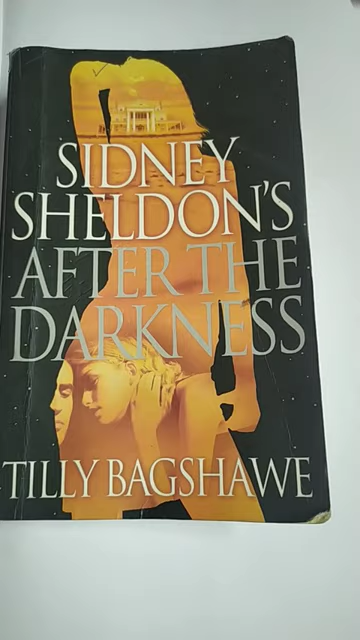 SIDNEY
SHELDON'S
AFTER THE
DARKNESS
TILLY BAGSHAWE